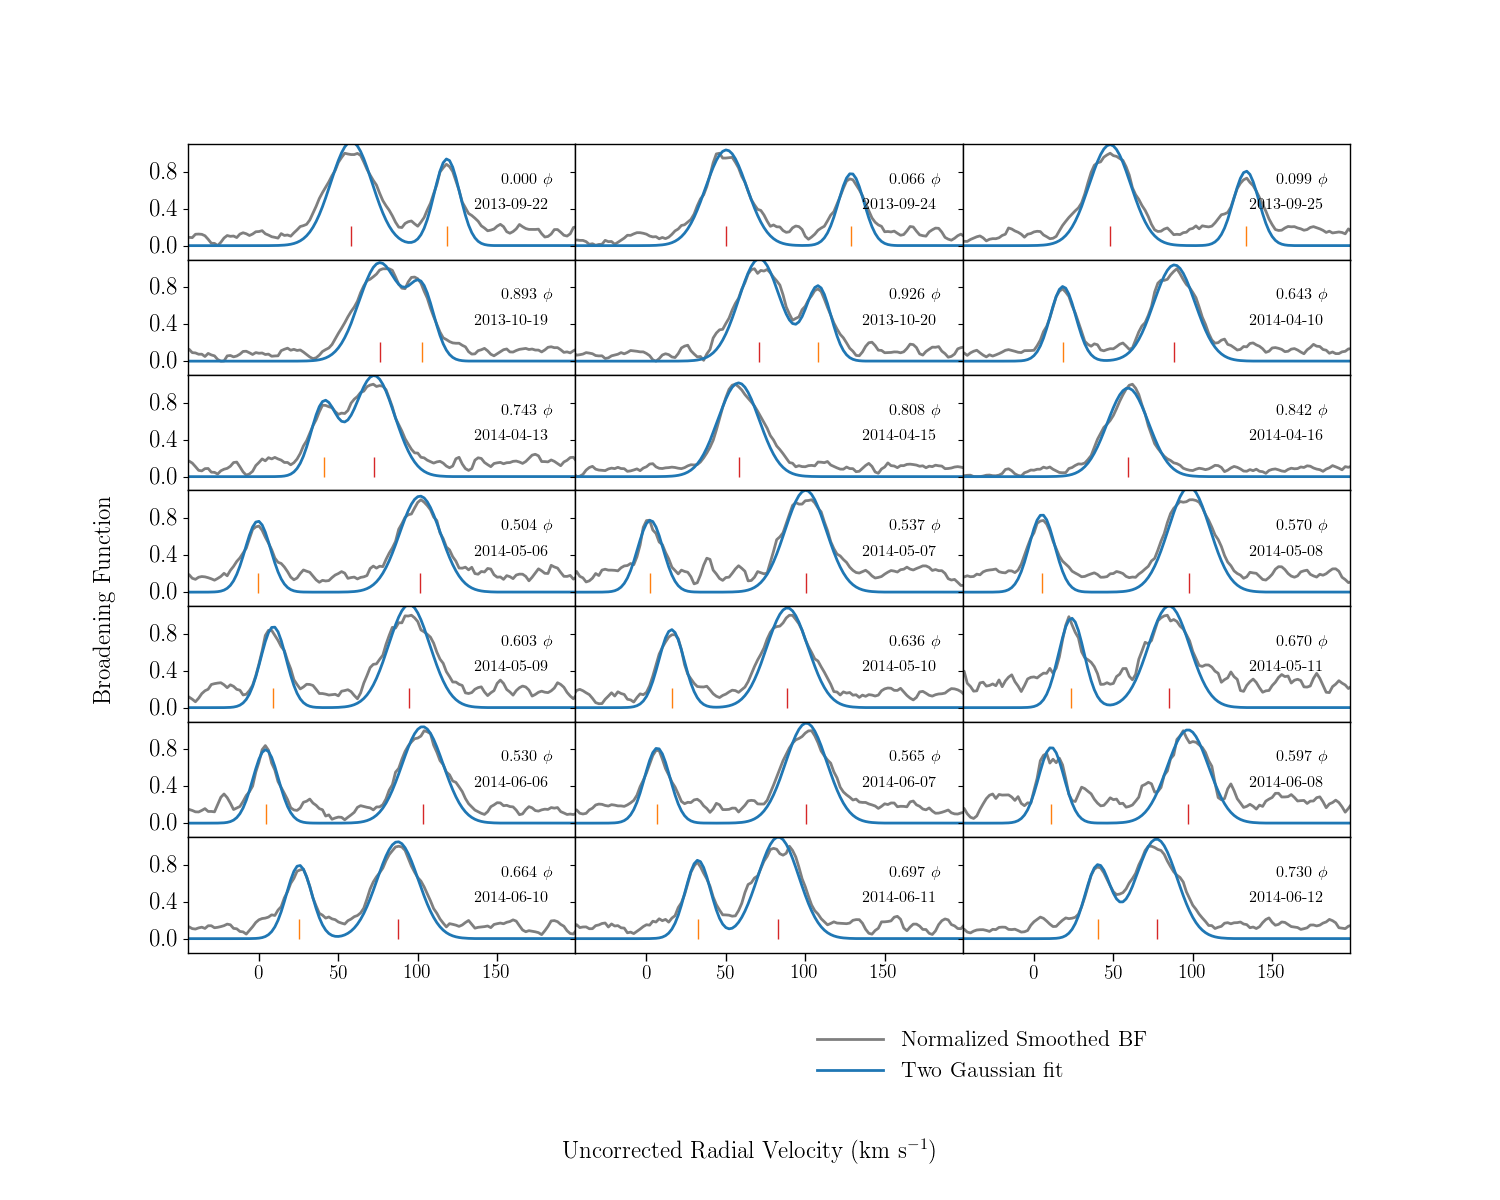 0.8
0.4
0.0
0.000 ϕ
2013-09-22
0.066 ϕ
2013-09-24
0.099 ϕ
2013-09-25
0.8
0.4
0.0
0.893 ϕ
2013-10-19
0.926 ϕ
2013-10-20
0.643 ϕ
2014-04-10
0.8
0.4
0.0
0.743 ϕ
2014-04-13
0.808 ϕ
2014-04-15
0.842 ϕ
2014-04-16
Broadening Function
0.8
0.4
0.0
0.504 ϕ
2014-05-06
0.537 ϕ
2014-05-07
0.570 ϕ
2014-05-08
0.8
0.4
0.0
0.603 ϕ
2014-05-09
0.636 ϕ
2014-05-10
0.670 ϕ
2014-05-11
0.8
0.4
0.0
0.530 ϕ
2014-06-06
0.565 ϕ
2014-06-07
0.597 ϕ
2014-06-08
0.8
0.4
0.0
0.664 ϕ
2014-06-10
0.697 ϕ
2014-06-11
0.730 ϕ
2014-06-12
0 50 100 150
0 50 100 150
0 50 100 150
Normalized Smoothed BF
Two Gaussian fit
Uncorrected Radial Velocity (km s⁻¹)